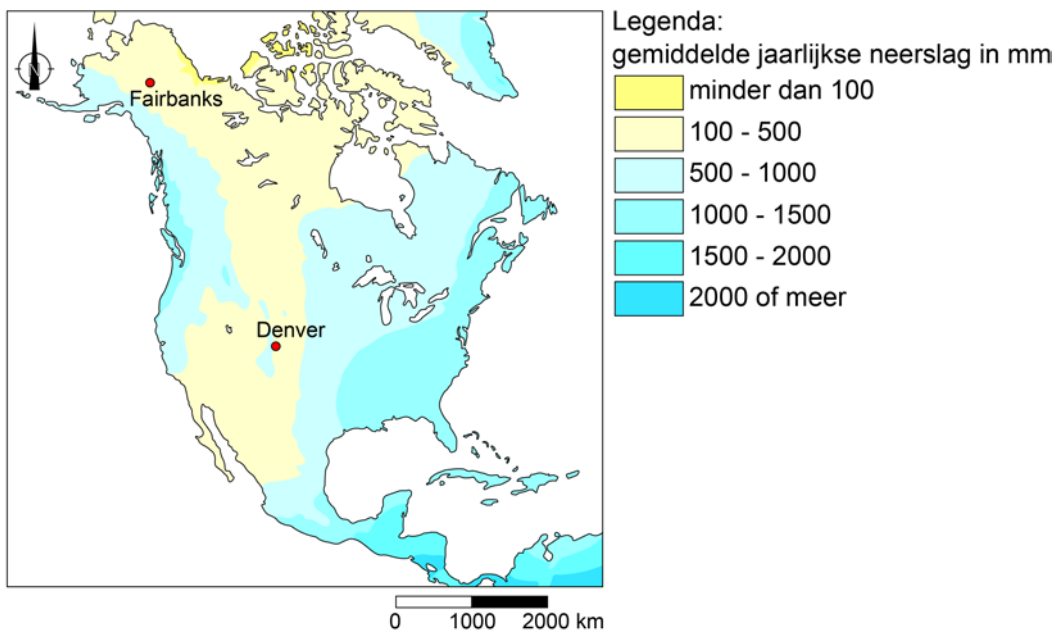 N
Fairbanks
Denver
Legenda:
gemiddelde jaarlijkse neerslag in mm
minder dan 100
100 - 500
500 - 1000
1000 - 1500
1500 - 2000
2000 of meer
0 1000 2000 km